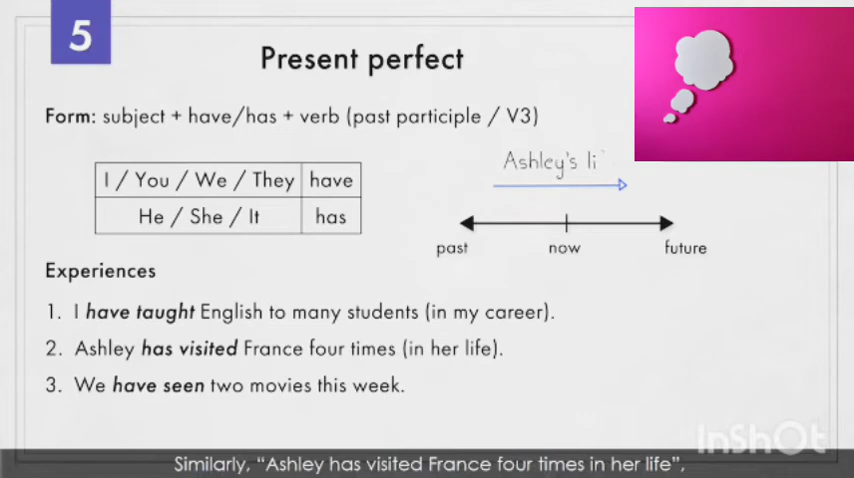 5
Present perfect
Form: subject + have/has + verb (past participle / V3)
I / You / We / They have
He / She / It has
Ashley's li
past now future
Experiences
1. I have taught English to many students (in my career).
2. Ashley has visited France four times (in her life).
3. We have seen two movies this week.
InShOt
Similarly, “Ashley has visited France four times in her life”,